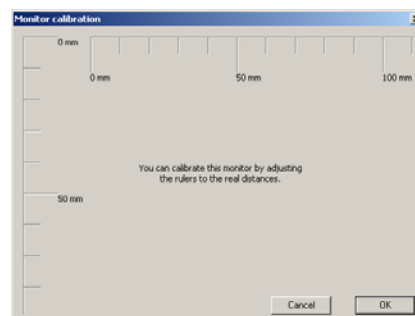 Monitor calibration
0 mm
0 mm
50 mm
100 mm
You can calibrate this monitor by adjusting
the rulers to the real distances.
50 mm
Cancel
OK